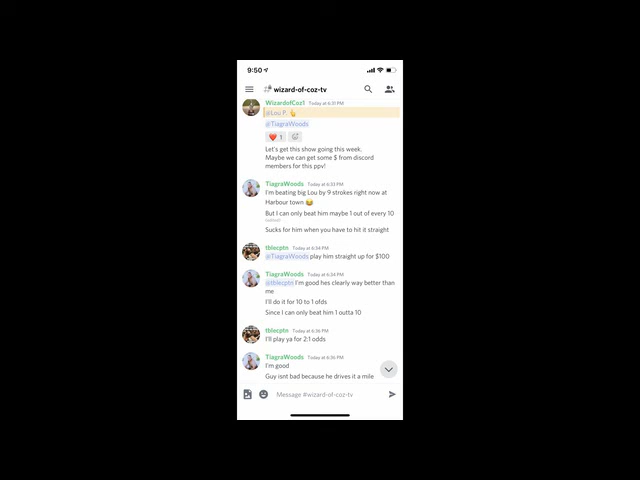 9:50
wizard-of-coz-tv
WizardofCoz1 Today at 6:31 PM
@Lou P.
@TiagraWoods
1
Let's get this show going this week.
Maybe we can get some $ from discord
members for this ppv!
TiagraWoods Today at 6:33 PM
I'm beating big Lou by 9 strokes right now at
Harbour town 😂
But I can only beat him maybe 1 out of every 10
(edited)
Sucks for him when you have to hit it straight
tblecptn Today at 6:34 PM
@TiagraWoods play him straight up for $100
TiagraWoods Today at 6:34 PM
@tblecptn I'm good hes clearly way better than
me
I'll do it for 10 to 1 ofds
Since I can only beat him 1 outta 10
tblecptn Today at 6:36 PM
I'll play ya for 2:1 odds
TiagraWoods Today at 6:36 PM
I'm good
Guy isnt bad because he drives it a mile
Message #wizard-of-coz-tv